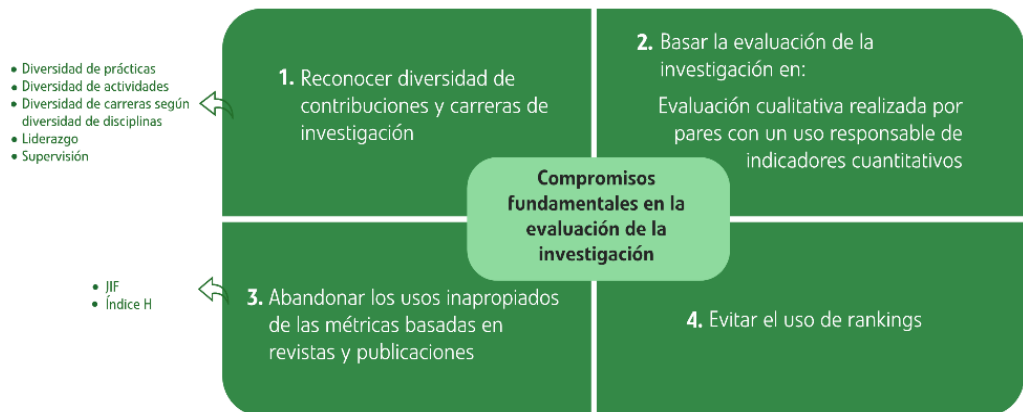 • Diversidad de prácticas
• Diversidad de actividades
• Diversidad de carreras según
diversidad de disciplinas
• Liderazgo
• Supervisión
1. Reconocer diversidad de
contribuciones y carreras de
investigación
2. Basar la evaluación de la
investigación en:
Evaluación cualitativa realizada por
pares con un uso responsable de
indicadores cuantitativos
Compromisos
fundamentales en la
evaluación de la
investigación
• JIF
• Índice H
3. Abandonar los usos inapropiados
de las métricas basadas en
revistas y publicaciones
4. Evitar el uso de rankings